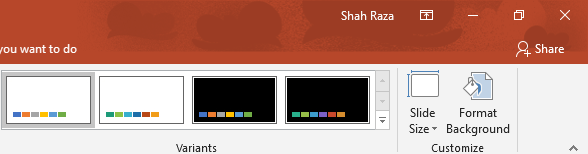 Shah Raza
you want to do
Share
Slide
Size
Format
Background
Variants
Customize